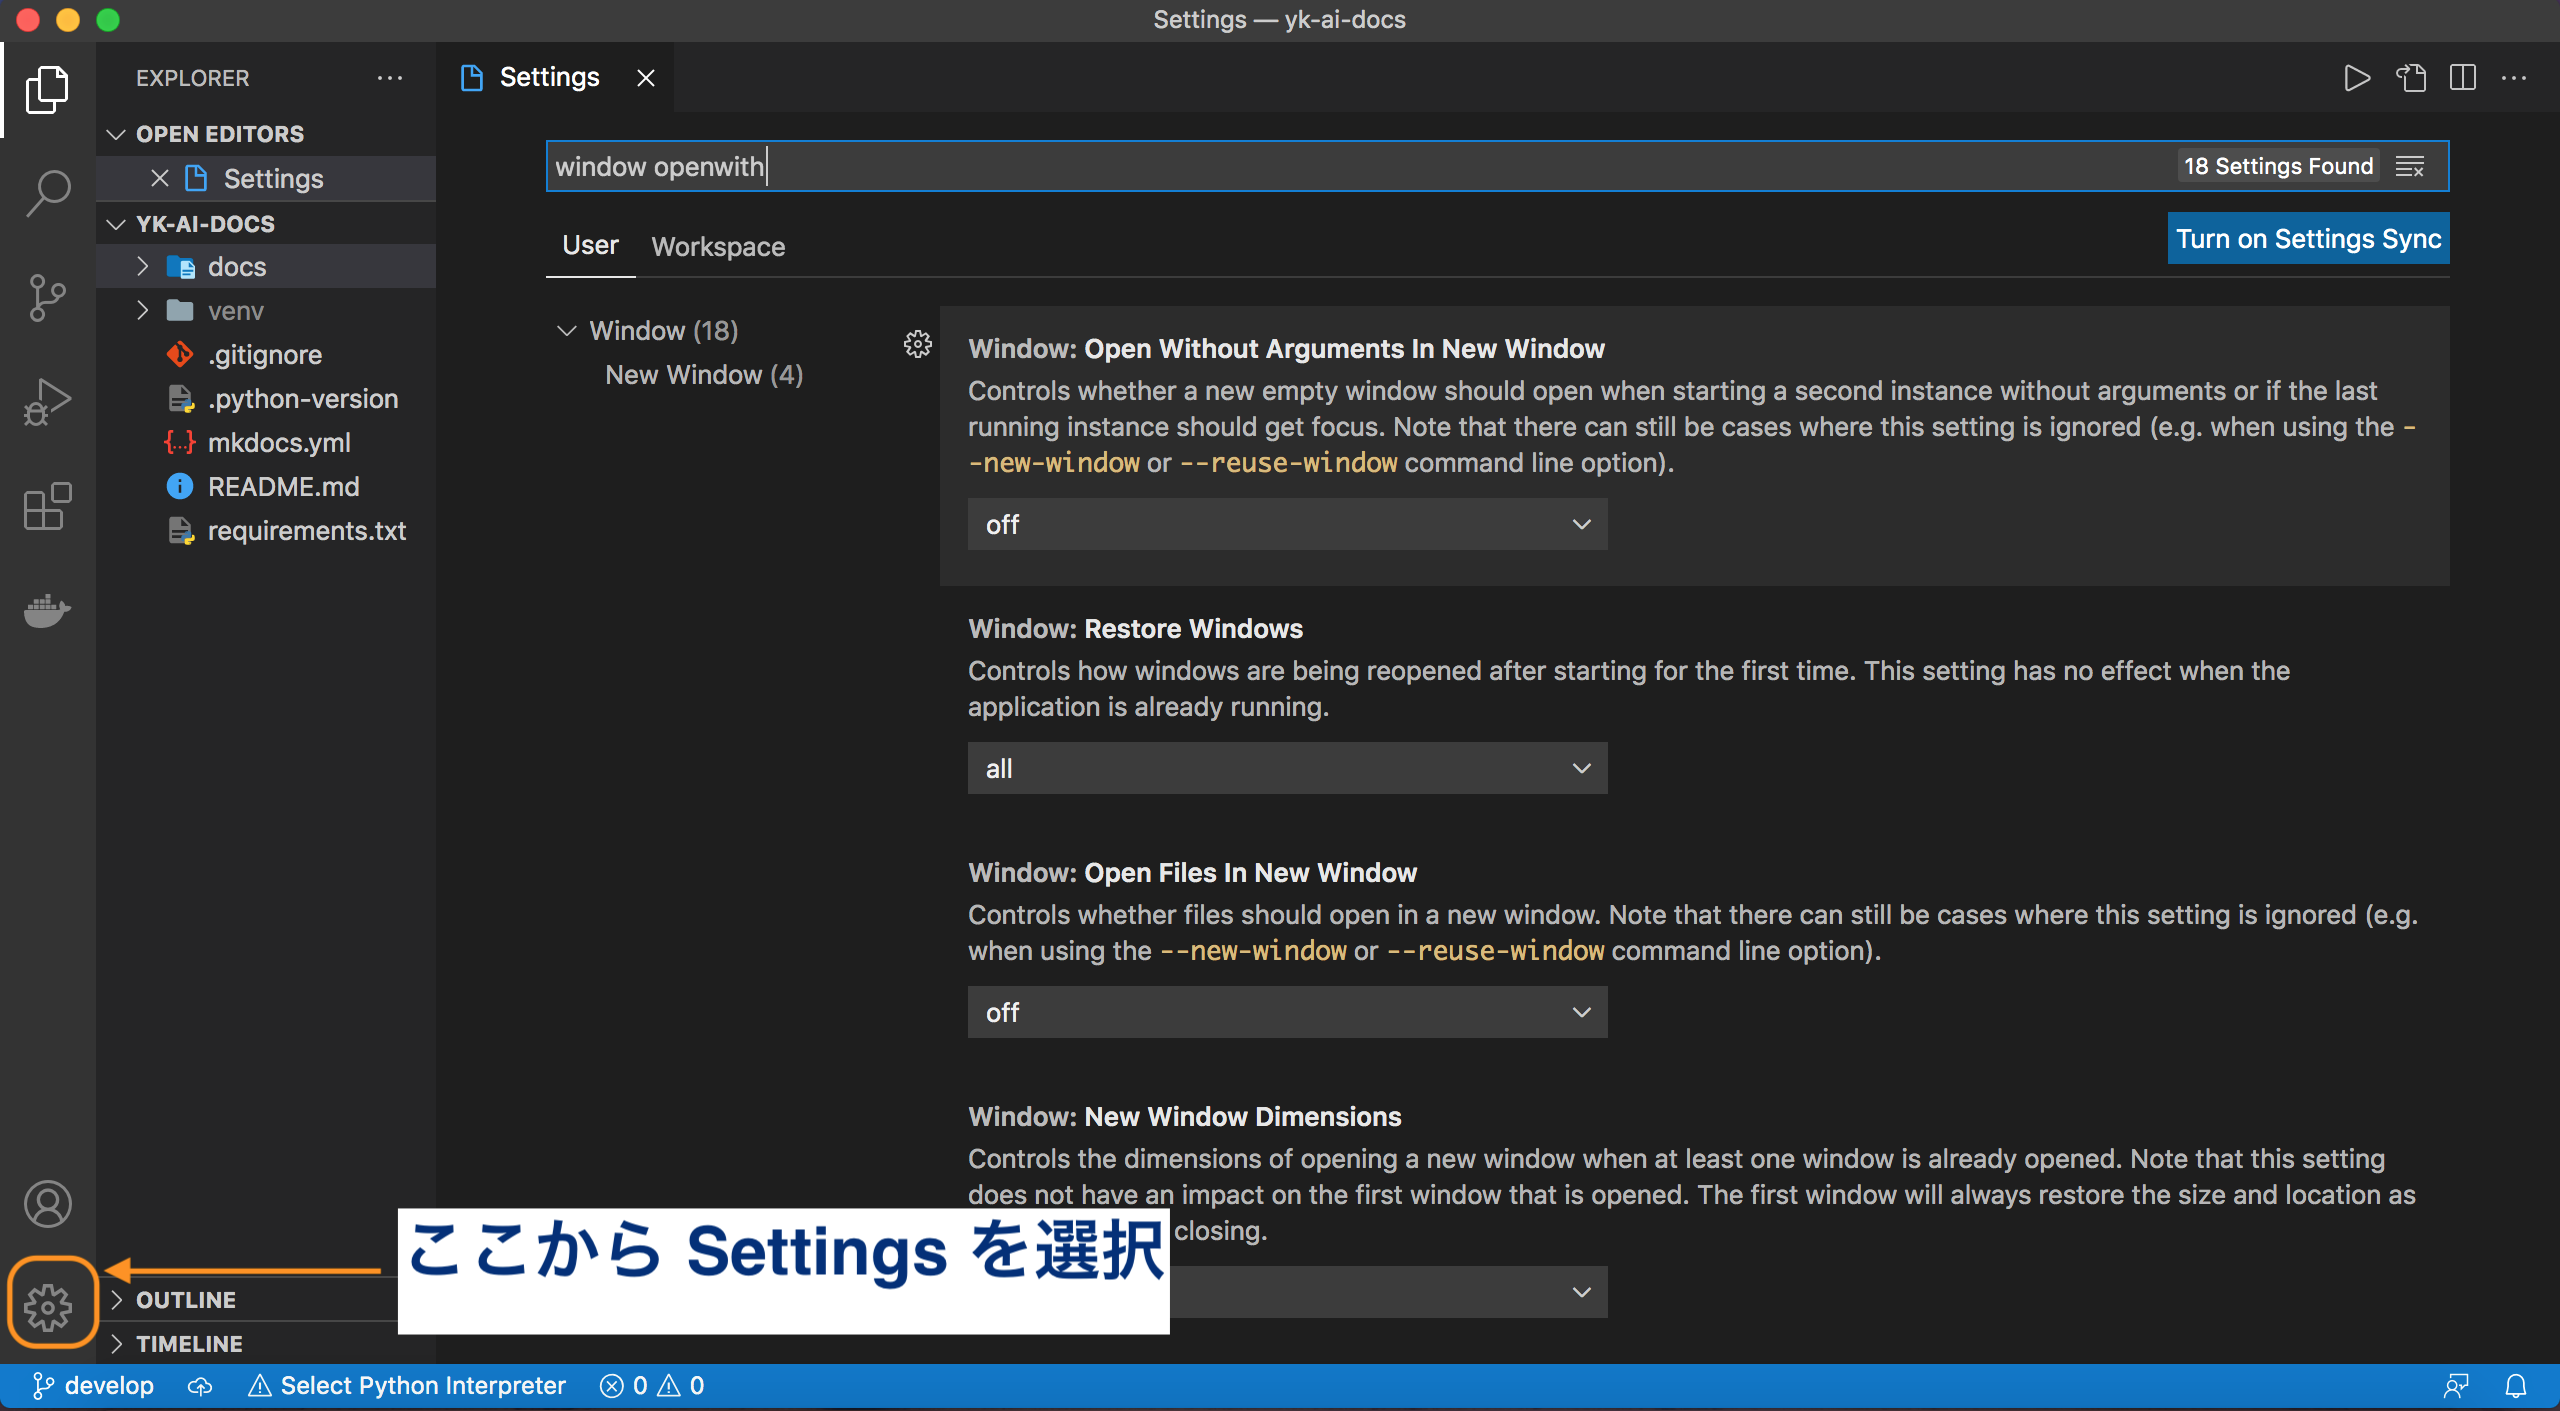 Settings — yk-ai-docs
EXPLORER
OPEN EDITORS
Settings
YK-AI-DOCS
docs
venv
.gitignore
.python-version
mkdocs.yml
README.md
requirements.txt
OUTLINE
TIMELINE
Settings
window openwith
18 Settings Found
User
Workspace
Turn on Settings Sync
Window (18)
New Window (4)
Window: Open Without Arguments In New Window
Controls whether a new empty window should open when starting a second instance without arguments or if the last
running instance should get focus. Note that there can still be cases where this setting is ignored (e.g. when using the -
-new-window or --reuse-window command line option).
off
Window: Restore Windows
Controls how windows are being reopened after starting for the first time. This setting has no effect when the
application is already running.
all
Window: Open Files In New Window
Controls whether files should open in a new window. Note that there can still be cases where this setting is ignored (e.g.
when using the --new-window or --reuse-window command line option).
off
Window: New Window Dimensions
Controls the dimensions of opening a new window when at least one window is already opened. Note that this setting
does not have an impact on the first window that is opened. The first window will always restore the size and location as
closing.
ここから Settings を選択
develop
Select Python Interpreter
0
0